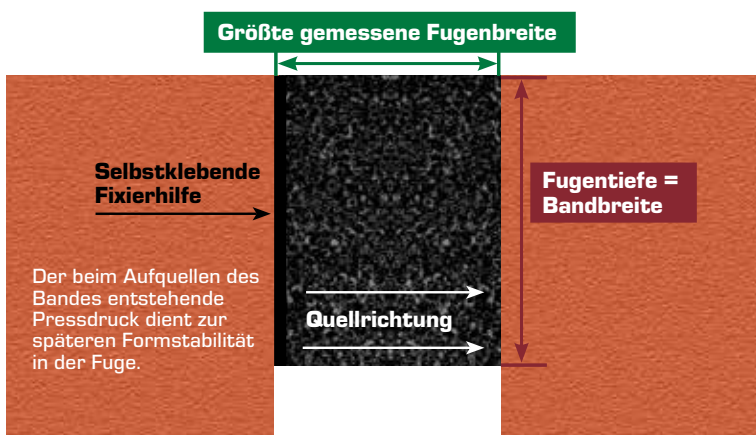 Größte gemessene Fugenbreite
Selbstklebende
Fixierhilfe
Fugentiefe =
Bandbreite
Der beim Aufquellen des
Bandes entstehende
Pressdruck dient zur
späteren Formstabilität
in der Fuge.
Quellrichtung